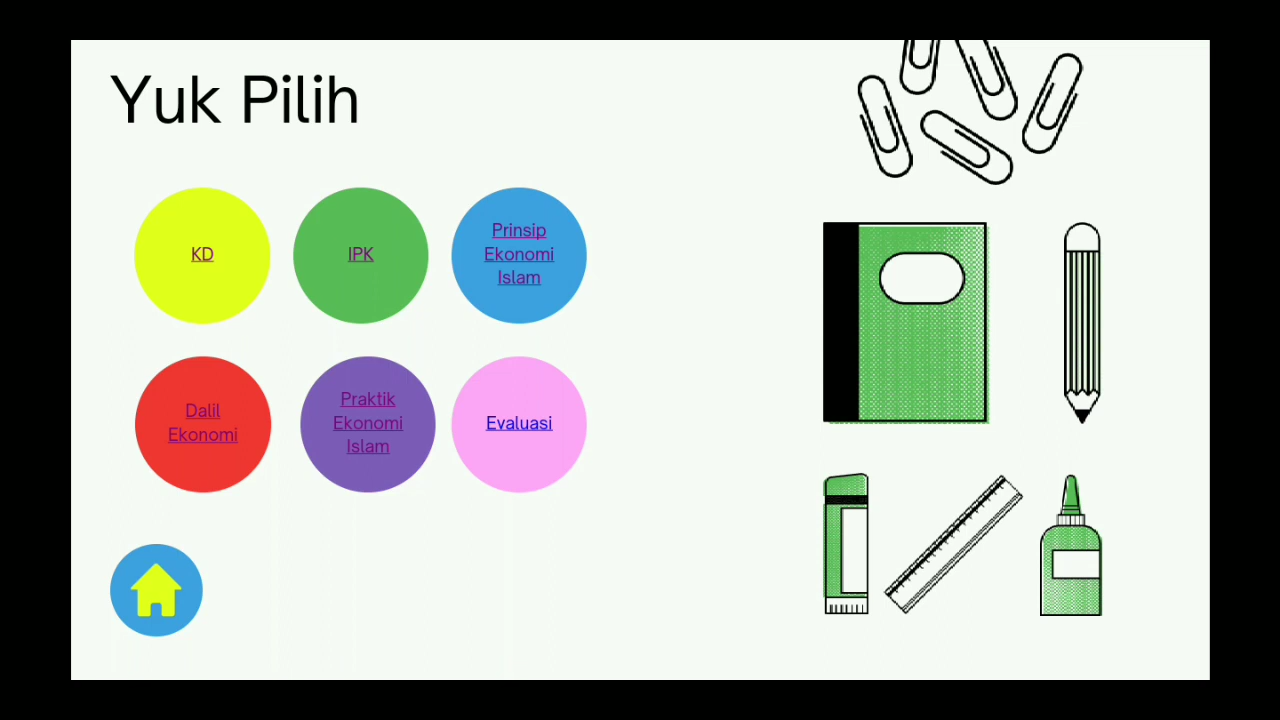 Yuk Pilih
KD
IPK
Prinsip
Ekonomi
Islam
Dalil
Ekonomi
Praktik
Ekonomi
Islam
Evaluasi